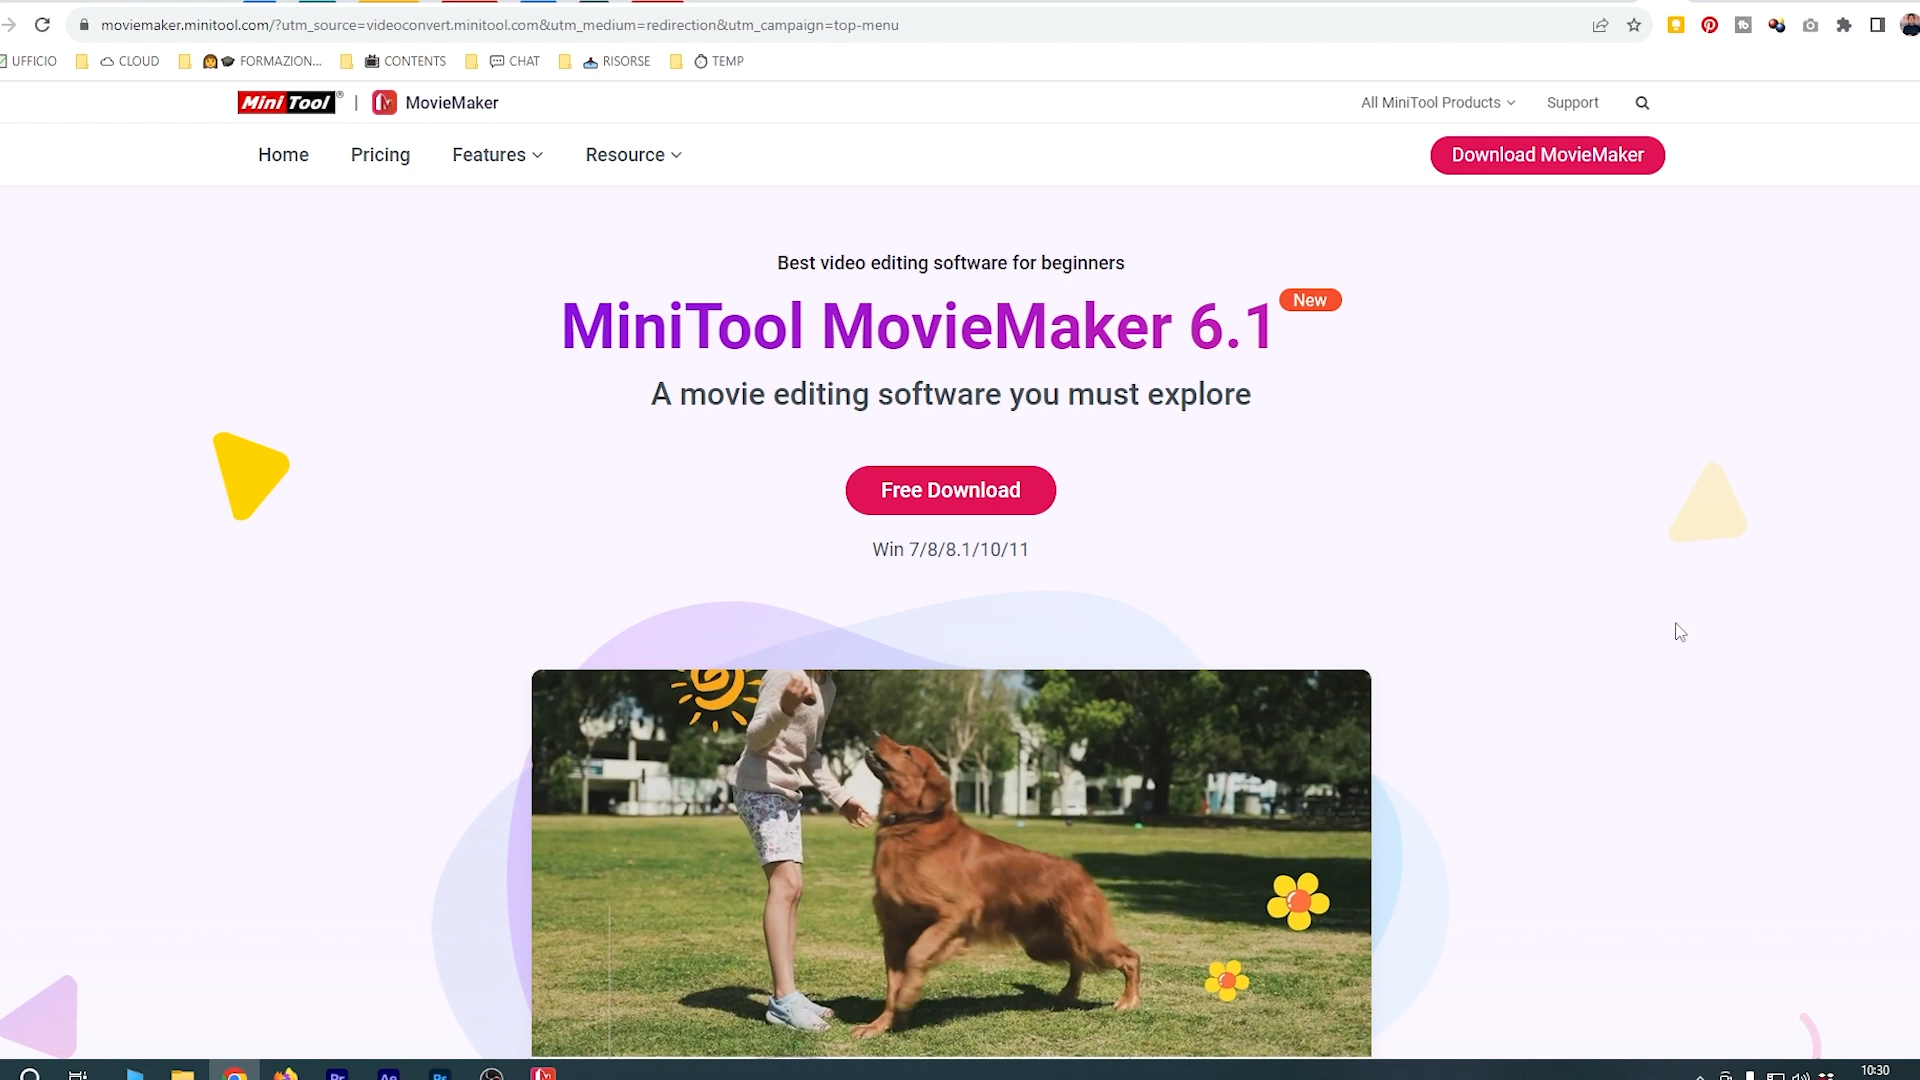 moviemaker.minitool.com/?utm_source=videoconvert.minitool.com&utm_medium=redirection&utm_campaign=top-menu
UFFICIO CLOUD FORMAZION... CONTENTS CHAT RISORSE TEMP
Mini Tool® | MovieMaker All MiniTool Products Support
Home Pricing Features Resource Download MovieMaker
Best video editing software for beginners
MiniTool MovieMaker 6.1 New
A movie editing software you must explore
Free Download
Win 7/8/8.1/10/11
Pr Ae Ps
10:30